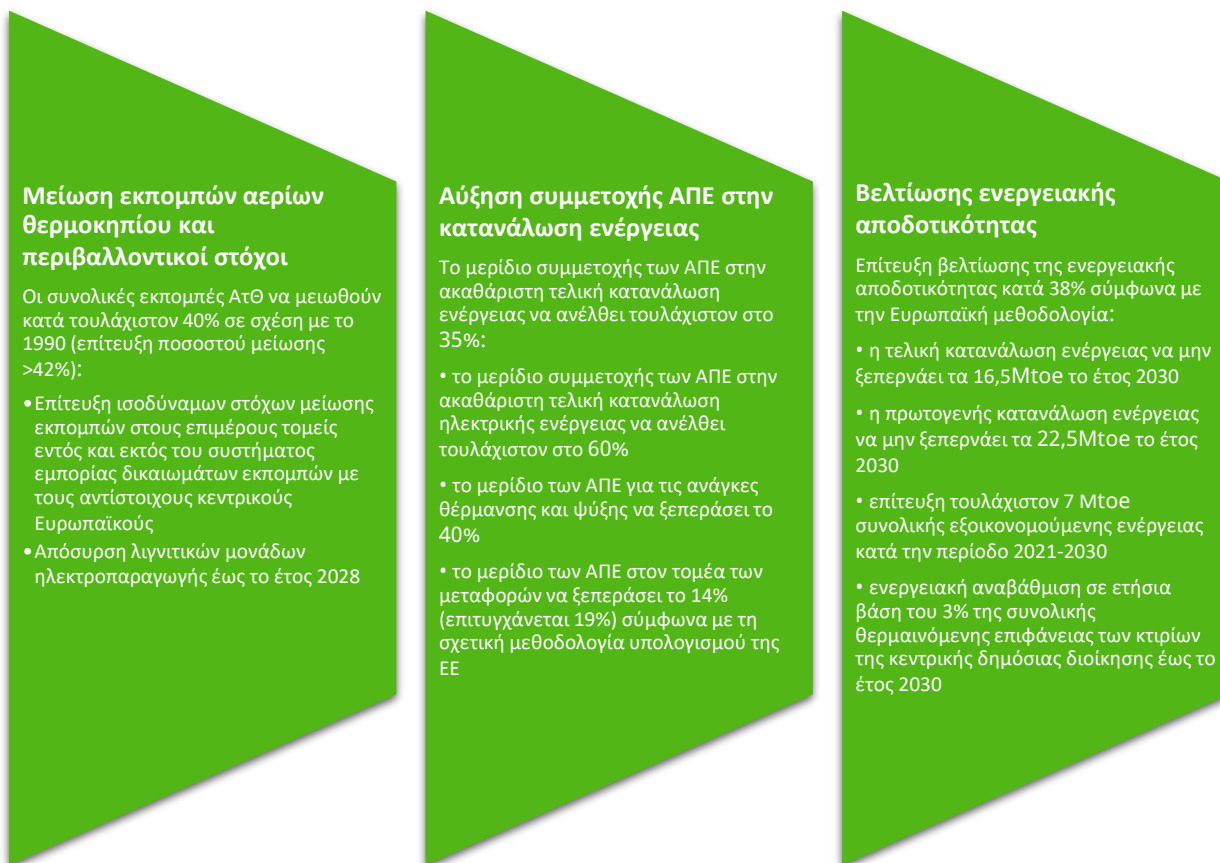 Μείωση εκπομπών αερίων
θερμοκηπίου και
περιβαλλοντικοί στόχοι
Οι συνολικές εκπομπές ΑτΘ να μειωθούν
κατά τουλάχιστον 40% σε σχέση με το
1990 (επίτευξη ποσοστού μείωσης
>42%):
•Επίτευξη ισοδύναμων στόχων μείωσης
εκπομπών στους επιμέρους τομείς
εντός και εκτός του συστήματος
εμπορίας δικαιωμάτων εκπομπών με
τους αντίστοιχους κεντρικούς
Ευρωπαϊκούς
•Απόσυρση λιγνιτικών μονάδων
ηλεκτροπαραγωγής έως το έτος 2028
Αύξηση συμμετοχής ΑΠΕ στην
κατανάλωση ενέργειας
Το μερίδιο συμμετοχής των ΑΠΕ στην
ακαθάριστη τελική κατανάλωση
ενέργειας να ανέλθει τουλάχιστον στο
35%:
• το μερίδιο συμμετοχής των ΑΠΕ στην
ακαθάριστη τελική κατανάλωση
ηλεκτρικής ενέργειας να ανέλθει
τουλάχιστον στο 60%
• το μερίδιο των ΑΠΕ για τις ανάγκες
θέρμανσης και ψύξης να ξεπεράσει το
40%
• το μερίδιο των ΑΠΕ στον τομέα των
μεταφορών να ξεπεράσει το 14%
(επιτυγχάνεται 19%) σύμφωνα με τη
σχετική μεθοδολογία υπολογισμού της
ΕΕ
Βελτίωσης ενεργειακής
αποδοτικότητας
Επίτευξη βελτίωσης της ενεργειακής
αποδοτικότητας κατά 38% σύμφωνα με
την Ευρωπαϊκή μεθοδολογία:
• η τελική κατανάλωση ενέργειας να μην
ξεπερνάει τα 16,5Mtoe το έτος 2030
• η πρωτογενής κατανάλωση ενέργειας
να μην ξεπερνάει τα 22,5Mtoe το έτος
2030
• επίτευξη τουλάχιστον 7 Mtoe
συνολικής εξοικονομούμενης ενέργειας
κατά την περίοδο 2021-2030
• ενεργειακή αναβάθμιση σε ετήσια
βάση του 3% της συνολικής
θερμαινόμενης επιφάνειας των κτιρίων
της κεντρικής δημόσιας διοίκησης έως το
έτος 2030